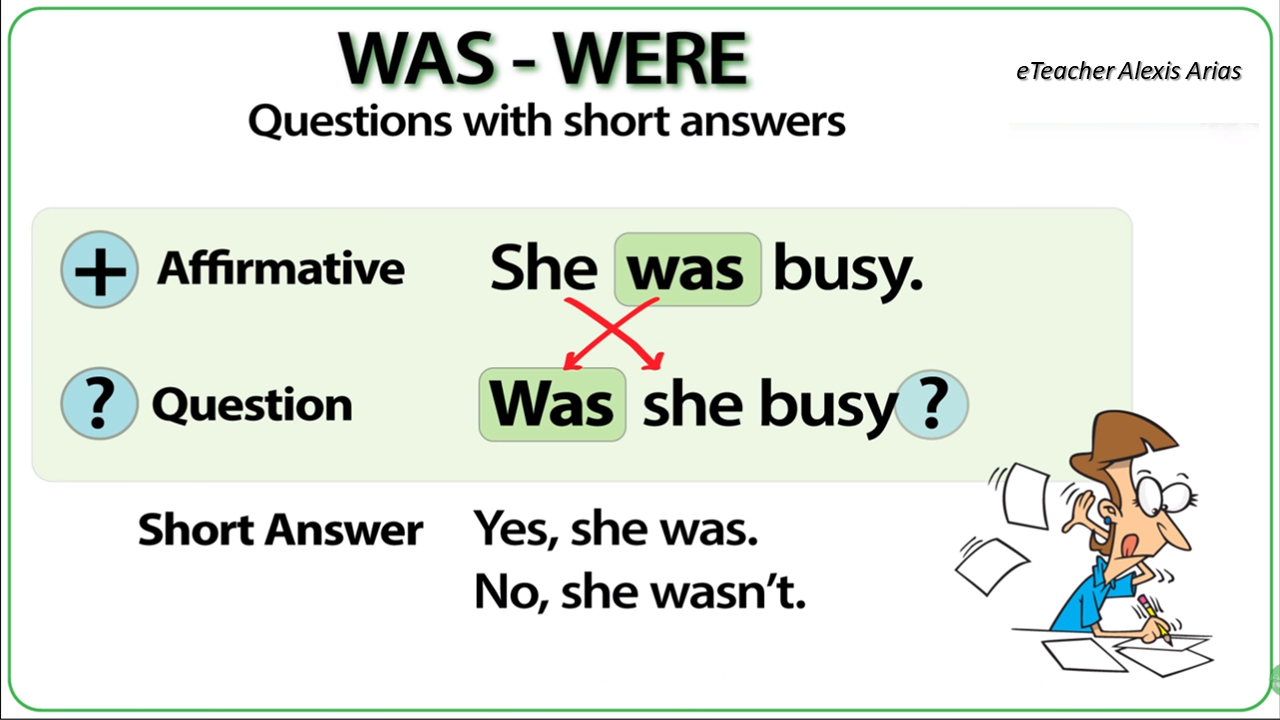 WAS - WERE
Questions with short answers
eTeacher Alexis Arias
+ Affirmative She was busy.
? Question Was she busy?
Short Answer Yes, she was.
No, she wasn’t.